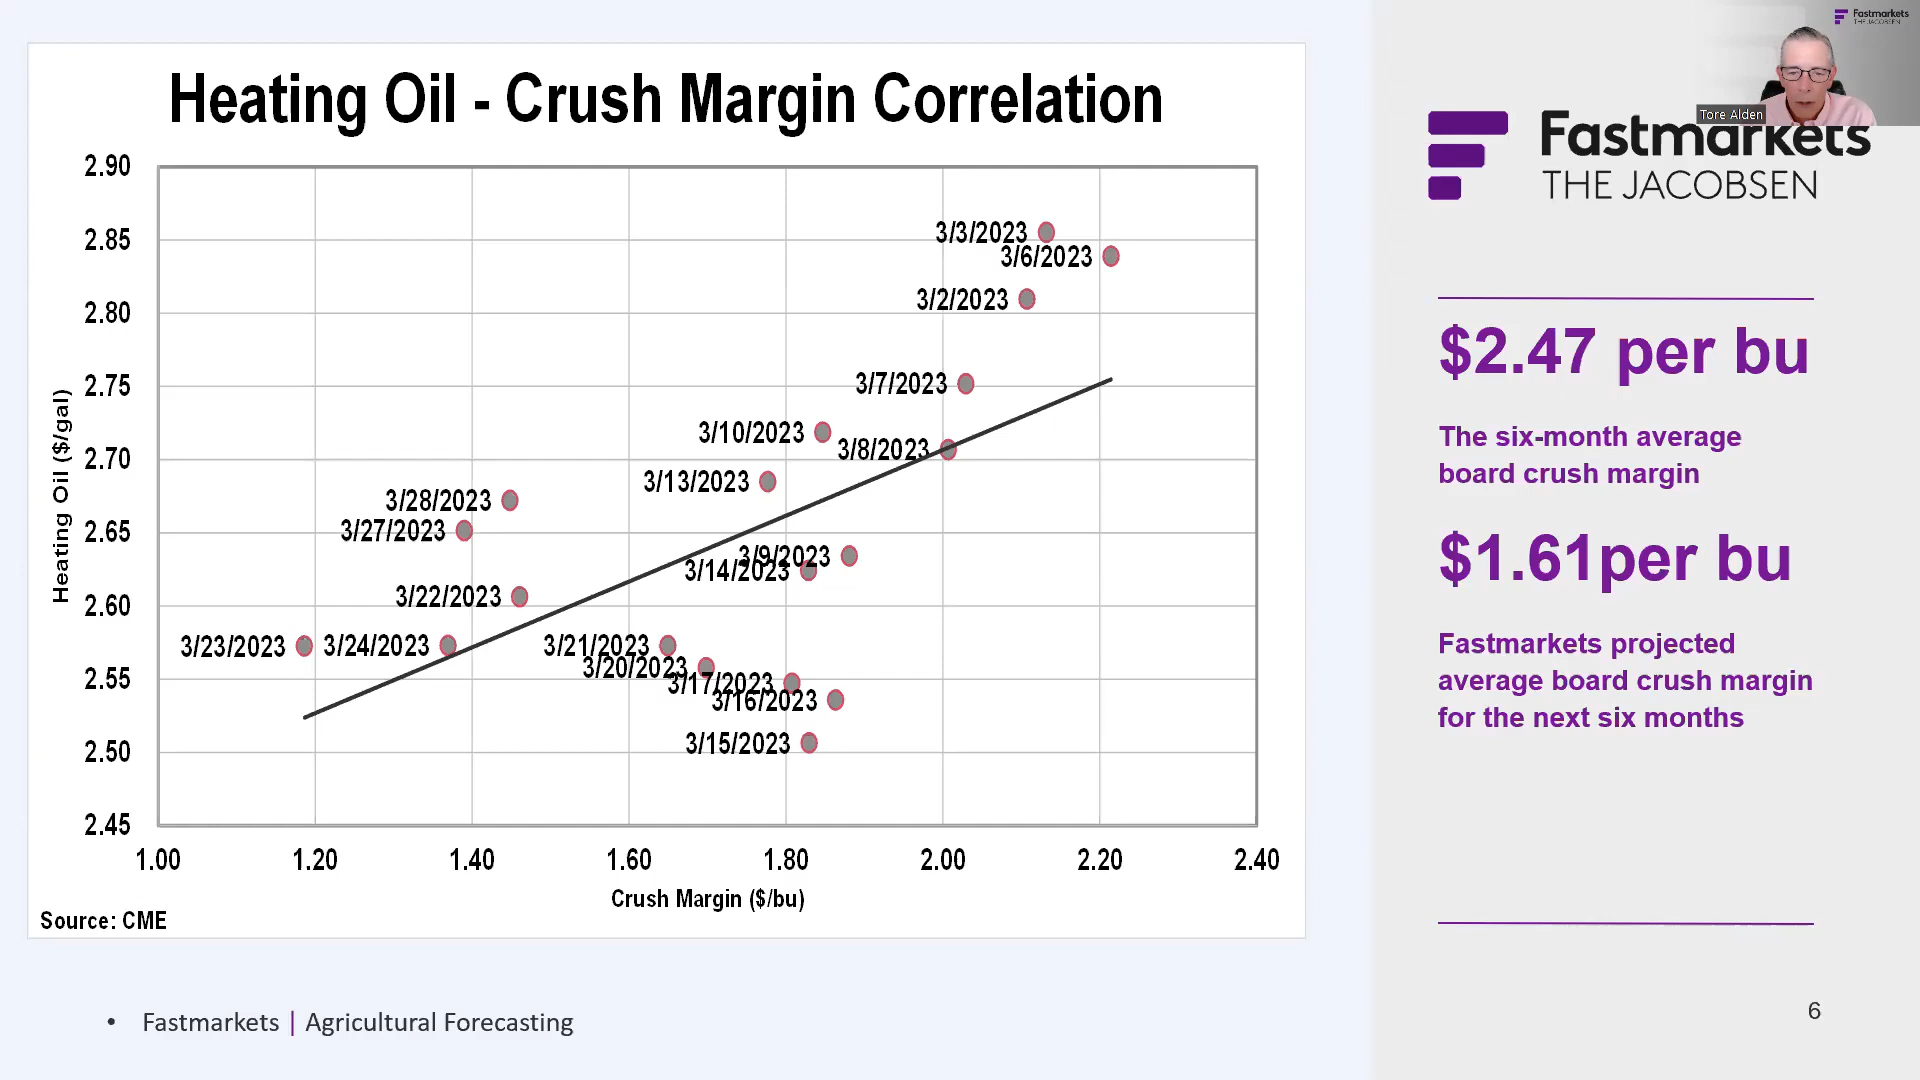 Heating Oil - Crush Margin Correlation
2.90
2.85
2.80
2.75
2.70
2.65
2.60
2.55
2.50
2.45
Heating Oil ($/gal)
3/3/2023
3/6/2023
3/2/2023
3/7/2023
3/10/2023
3/8/2023
3/13/2023
3/28/2023
3/27/2023
3/9/2023
3/14/2023
3/22/2023
3/23/2023
3/24/2023
3/21/2023
3/20/2023
3/17/2023
3/16/2023
3/15/2023
1.00 1.20 1.40 1.60 1.80 2.00 2.20 2.40
Crush Margin ($/bu)
Source: CME
• Fastmarkets | Agricultural Forecasting
Fastmarkets
THE JACOBSEN
Tore Alden
Fastmarkets
THE JACOBSEN
$2.47 per bu
The six-month average
board crush margin
$1.61per bu
Fastmarkets projected
average board crush margin
for the next six months
6